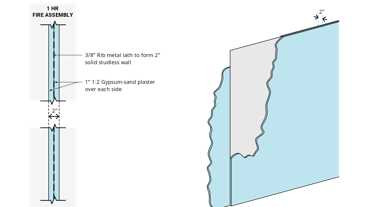 1 HR
FIRE ASSEMBLY
3/8" Rib metal lath to form 2"
solid studless wall
1" 1:2 Gypsum-sand plaster
over each side
2"
2"